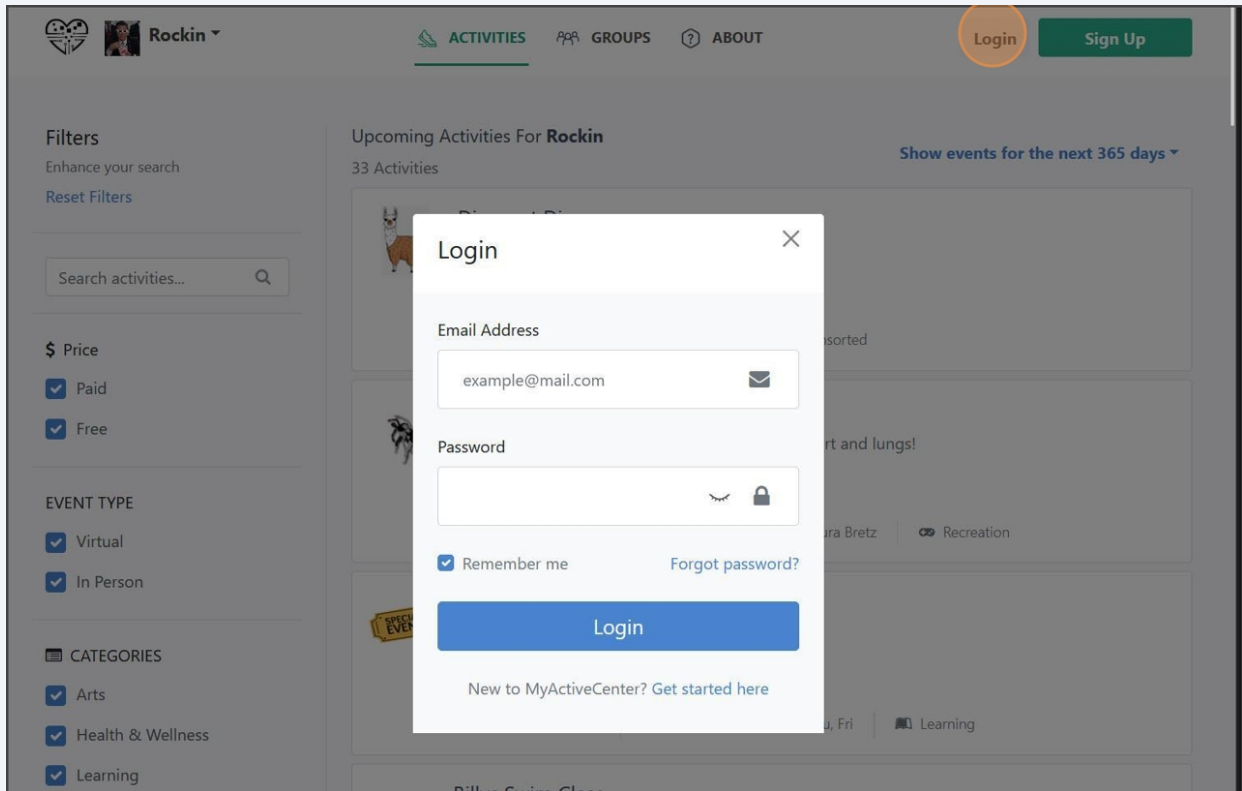 Rockin
ACTIVITIES
GROUPS
ABOUT
Login
Sign Up
Filters
Enhance your search
Reset Filters
Search activities...
$ Price
Paid
Free
EVENT TYPE
Virtual
In Person
CATEGORIES
Arts
Health & Wellness
Learning
Upcoming Activities For Rockin
33 Activities
Show events for the next 365 days
Login
Email Address
example@mail.com
Password
Remember me
Forgot password?
Login
New to MyActiveCenter? Get started here
rt and lungs!
Bretz
Recreation
Fri
Learning